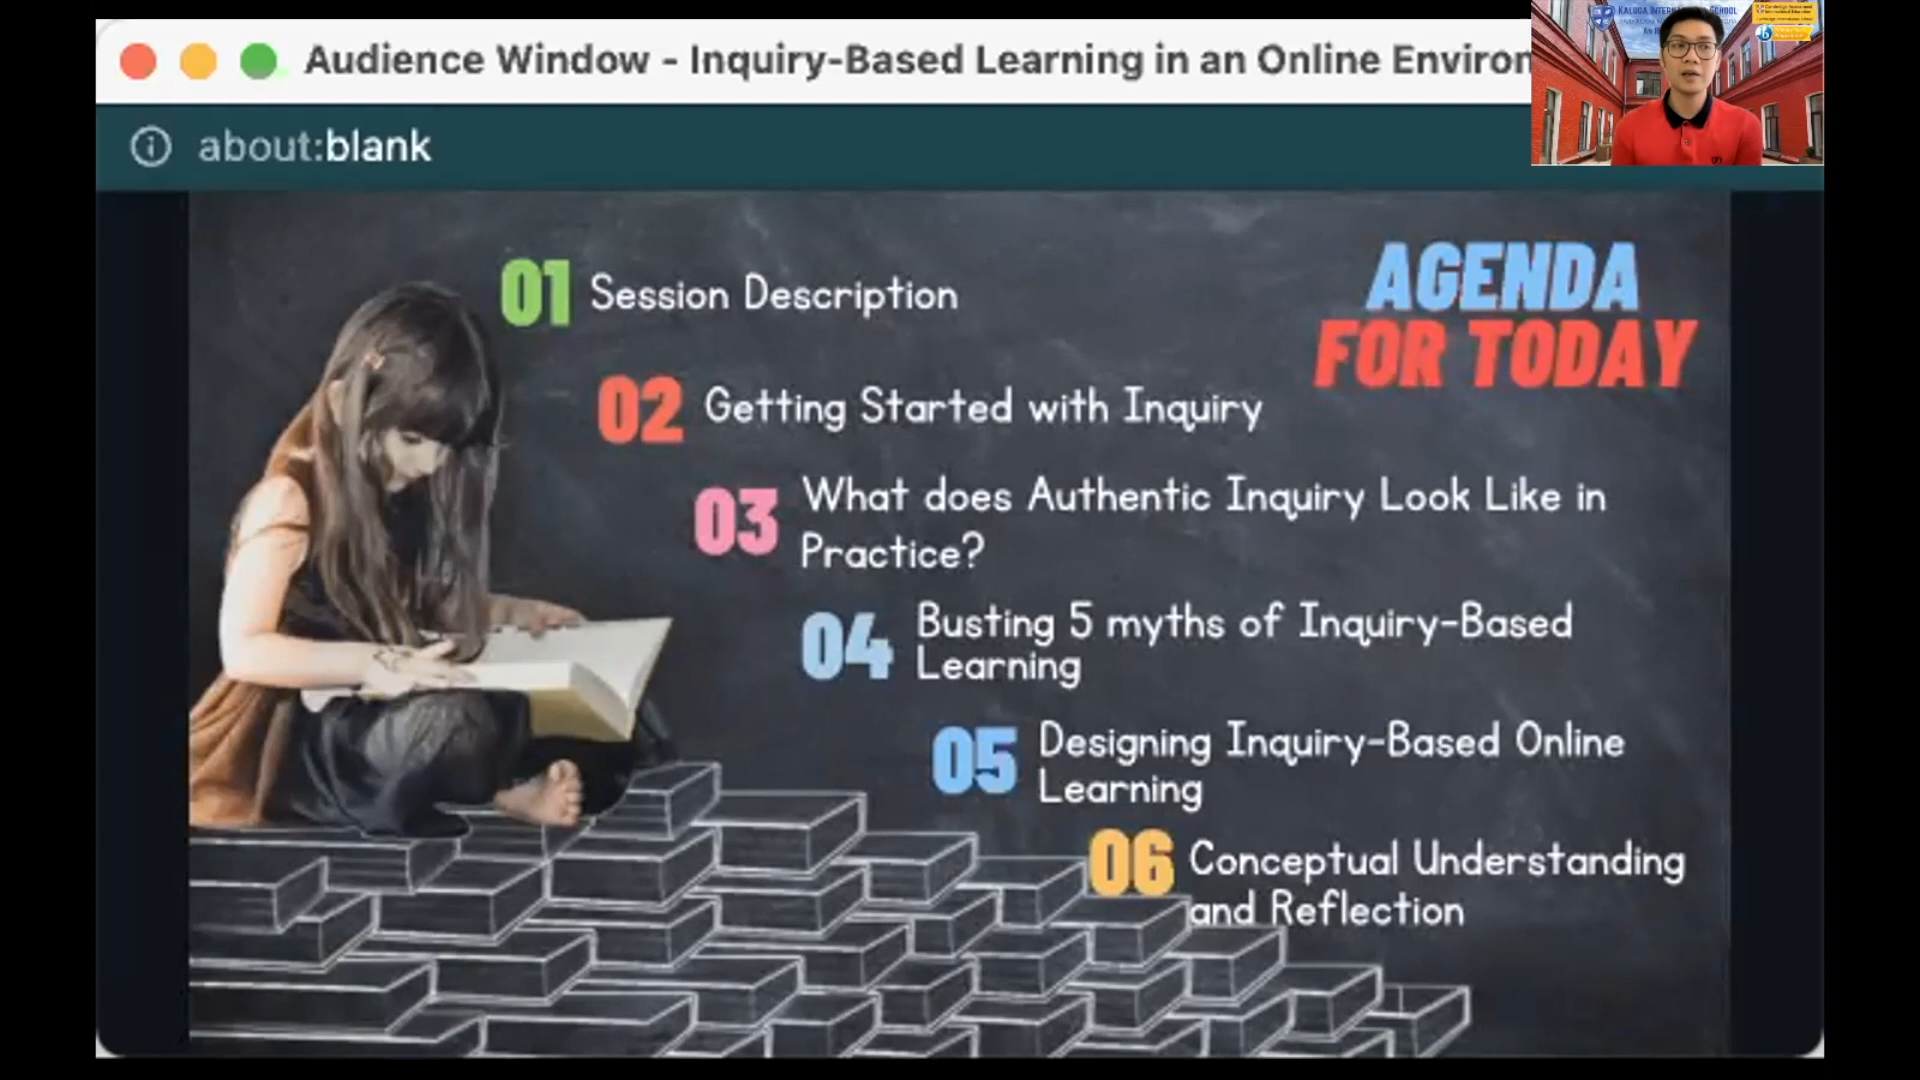 Audience Window - Inquiry-Based Learning in an Online Environ
about:blank
AGENDA
FOR TODAY
01 Session Description
02 Getting Started with Inquiry
03 What does Authentic Inquiry Look Like in
Practice?
04 Busting 5 myths of Inquiry-Based
Learning
05 Designing Inquiry-Based Online
Learning
06 Conceptual Understanding
and Reflection